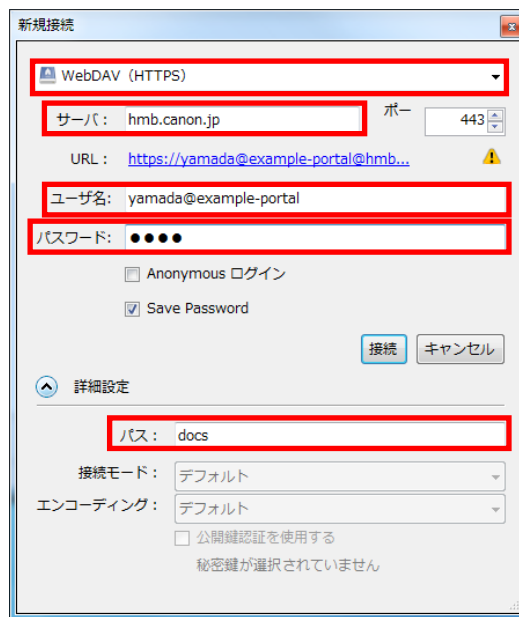 新規接続
WebDAV (HTTPS)
サーバ： hmb.canon.jp ポー 443
URL： https://yamada@example-portal@hmb...
ユーザ名: yamada@example-portal
パスワード: ●●●●
Anonymous ログイン
Save Password
接続 キャンセル
詳細設定
パス： docs
接続モード： デフォルト
エンコーディング： デフォルト
公開鍵認証を使用する
秘密鍵が選択されていません